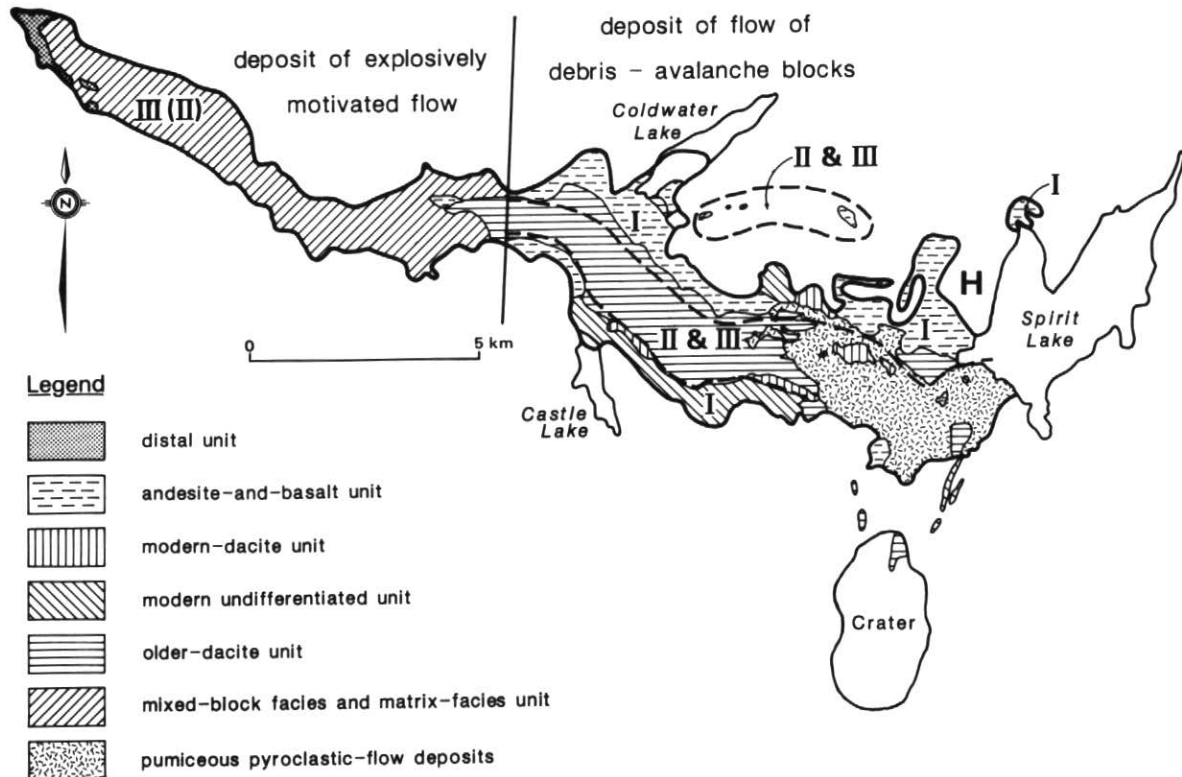 deposit of explosively
motivated flow
deposit of flow of
debris - avalanche blocks
Coldwater
Lake
III (II)
II & III
I
I
N
H
I
Spirit
Lake
0
5 km
II & III
I
Castle
Lake
Crater
Legend
distal unit
andesite-and-basalt unit
modern-dacite unit
modern undifferentiated unit
older-dacite unit
mixed-block facies and matrix-facies unit
pumiceous pyroclastic-flow deposits